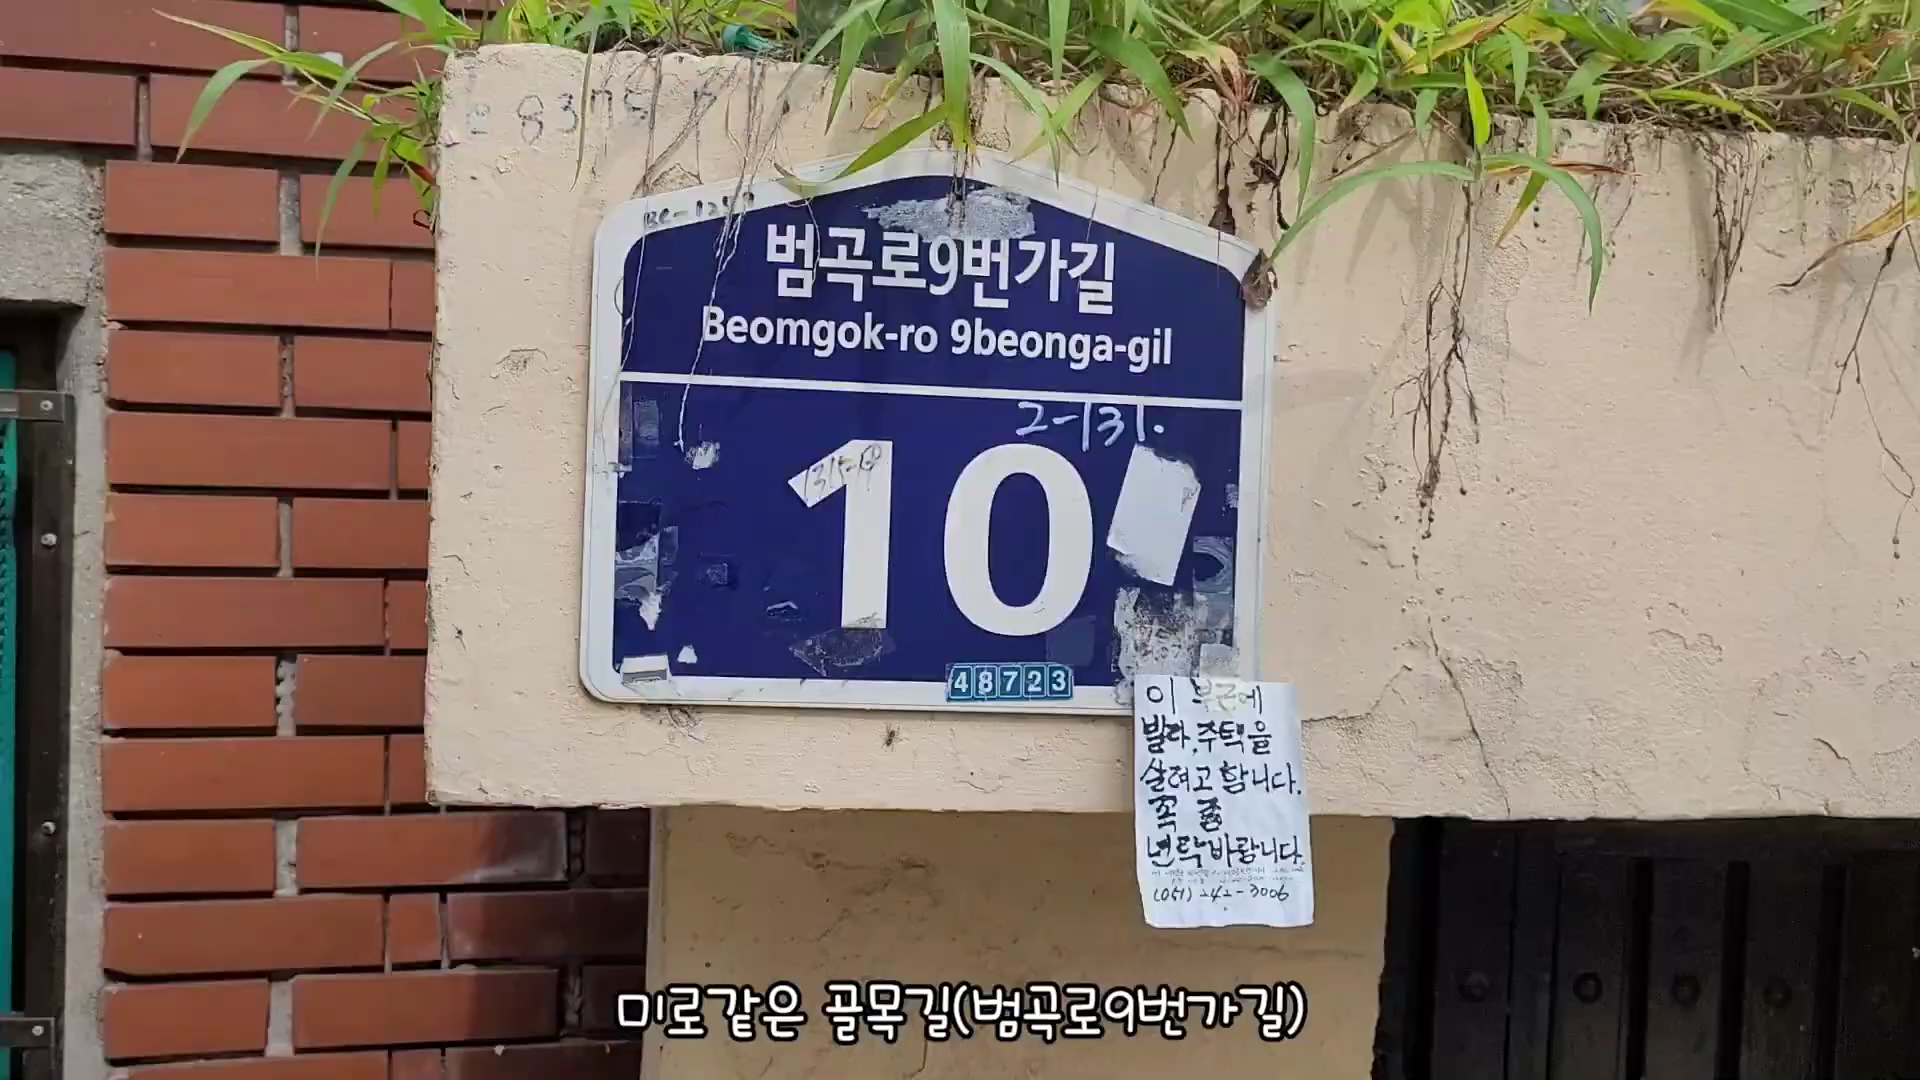 범곡로9번가길
Beomgok-ro 9beonga-gil
2-131.
10
48723
이 부근에
발라,주택을
살려고 합니다.
꼭 좀
연락바랍니다.
(051) 242-3006
미로같은 골목길(범곡로9번가길)